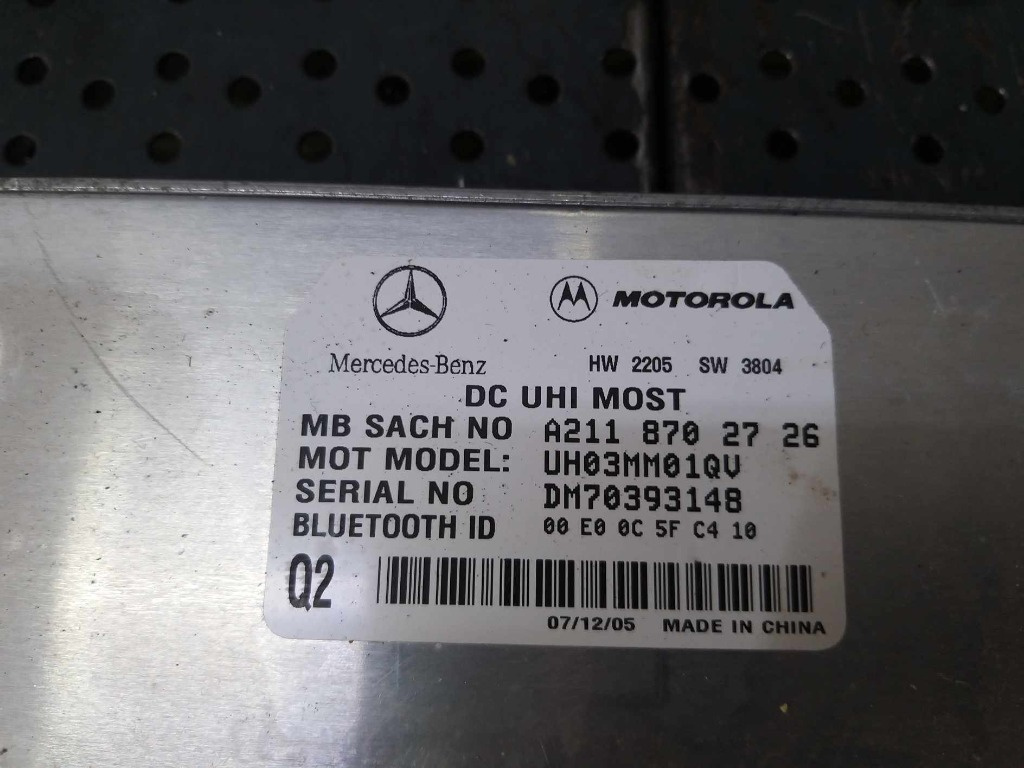 MOTOROLA
Mercedes-Benz HW 2205 SW 3804
DC UHI MOST
MB SACH NO A211 870 27 26
MOT MODEL: UH03MM01QV
SERIAL NO DM70393148
BLUETOOTH ID 00 E0 0C 5F C4 10
Q2
07/12/05 MADE IN CHINA